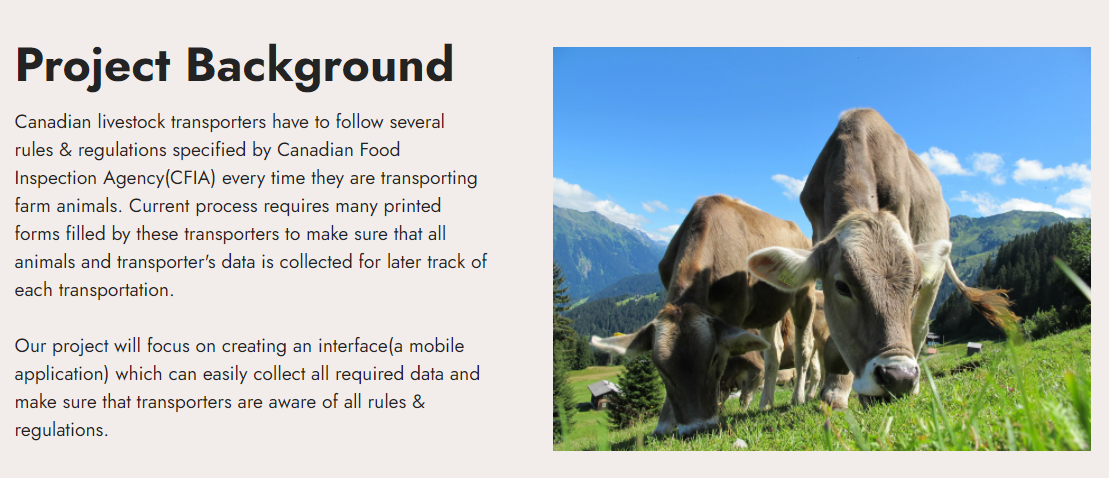 Project Background
Canadian livestock transporters have to follow several
rules & regulations specified by Canadian Food
Inspection Agency(CFIA) every time they are transporting
farm animals. Current process requires many printed
forms filled by these transporters to make sure that all
animals and transporter's data is collected for later track of
each transportation.
Our project will focus on creating an interface(a mobile
application) which can easily collect all required data and
make sure that transporters are aware of all rules &
regulations.